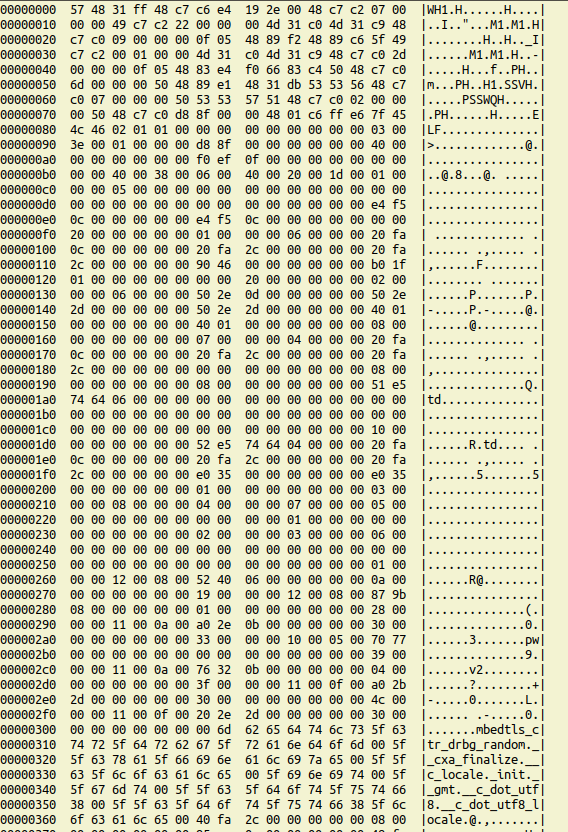 00000000  57 48 31 ff 48 c7 c6 e4  19 2e 00 48 c7 c2 07 00  |WH1.H......H....|
00000010  00 00 49 c7 c2 22 00 00  00 4d 31 c0 4d 31 c9 48  |..I.."...M1.M1.H|
00000020  c7 c0 09 00 00 00 0f 05  48 89 f2 48 89 c6 5f 49  |........H..H.._I|
00000030  c7 c2 00 01 00 00 4d 31  c0 4d 31 c9 48 c7 c0 2d  |......M1.M1.H..-|
00000040  00 00 00 0f 05 48 83 e4  f0 66 83 c4 50 48 c7 c0  |.....H...f..PH..|
00000050  6d 00 00 00 50 48 89 e1  48 31 db 53 53 56 48 c7  |m...PH..H1.SSVH.|
00000060  c0 07 00 00 00 50 53 53  57 51 48 c7 c0 02 00 00  |.....PSSWQH.....|
00000070  00 50 48 c7 c0 d8 8f 00  00 48 01 c6 ff e6 7f 45  |.PH......H.....E|
00000080  4c 46 02 01 01 00 00 00  00 00 00 00 00 00 03 00  |LF..............|
00000090  3e 00 01 00 00 00 d8 8f  00 00 00 00 00 00 40 00  |>.............@.|
000000a0  00 00 00 00 00 00 f0 ef  0f 00 00 00 00 00 00 00  |................|
000000b0  00 00 40 00 38 00 06 00  40 00 20 00 1d 00 01 00  |..@.8...@. .....|
000000c0  00 00 05 00 00 00 00 00  00 00 00 00 00 00 00 00  |................|
000000d0  00 00 00 00 00 00 00 00  00 00 00 00 00 00 e4 f5  |................|
000000e0  0c 00 00 00 00 00 e4 f5  0c 00 00 00 00 00 00 00  |................|
000000f0  20 00 00 00 00 00 01 00  00 00 06 00 00 00 20 fa  | ............. .|
00000100  0c 00 00 00 00 00 20 fa  2c 00 00 00 00 00 20 fa  |...... .,..... .|
00000110  2c 00 00 00 00 00 90 46  00 00 00 00 00 00 b0 1f  |,......F........|
00000120  01 00 00 00 00 00 00 00  20 00 00 00 00 00 02 00  |........ .......|
00000130  00 00 06 00 00 00 50 2e  0d 00 00 00 00 00 50 2e  |......P.......P.|
00000140  2d 00 00 00 00 00 50 2e  2d 00 00 00 00 00 40 01  |-.....P.-.....@.|
00000150  00 00 00 00 00 00 40 01  00 00 00 00 00 00 08 00  |......@.........|
00000160  00 00 00 00 00 00 07 00  00 00 04 00 00 00 20 fa  |.............. .|
00000170  0c 00 00 00 00 00 20 fa  2c 00 00 00 00 00 20 fa  |...... .,..... .|
00000180  2c 00 00 00 00 00 00 00  00 00 00 00 00 00 08 00  |,...............|
00000190  00 00 00 00 00 00 08 00  00 00 00 00 00 00 51 e5  |..............Q.|
000001a0  74 64 06 00 00 00 00 00  00 00 00 00 00 00 00 00  |td..............|
000001b0  00 00 00 00 00 00 00 00  00 00 00 00 00 00 00 00  |................|
000001c0  00 00 00 00 00 00 00 00  00 00 00 00 00 00 10 00  |................|
000001d0  00 00 00 00 00 00 52 e5  74 64 04 00 00 00 20 fa  |......R.td.... .|
000001e0  0c 00 00 00 00 00 20 fa  2c 00 00 00 00 00 20 fa  |...... .,..... .|
000001f0  2c 00 00 00 00 00 e0 35  00 00 00 00 00 00 e0 35  |,......5.......5|
00000200  00 00 00 00 00 00 01 00  00 00 00 00 00 00 03 00  |................|
00000210  00 00 08 00 00 00 04 00  00 00 07 00 00 00 05 00  |................|
00000220  00 00 00 00 00 00 00 00  00 00 01 00 00 00 00 00  |................|
00000230  00 00 00 00 00 00 02 00  00 00 03 00 00 00 06 00  |................|
00000240  00 00 00 00 00 00 00 00  00 00 00 00 00 00 00 00  |................|
00000250  00 00 00 00 00 00 00 00  00 00 00 00 00 00 01 00  |................|
00000260  00 00 12 00 08 00 52 40  06 00 00 00 00 00 0a 00  |......R@........|
00000270  00 00 00 00 00 00 19 00  00 00 12 00 08 00 87 9b  |................|
00000280  08 00 00 00 00 00 01 00  00 00 00 00 00 00 28 00  |..............(.|
00000290  00 00 11 00 0a 00 a0 2e  0b 00 00 00 00 00 30 00  |..............0.|
000002a0  00 00 00 00 00 00 33 00  00 00 10 00 05 00 70 77  |......3.......pw|
000002b0  00 00 00 00 00 00 00 00  00 00 00 00 00 00 39 00  |..............9.|
000002c0  00 00 11 00 0a 00 76 32  0b 00 00 00 00 00 04 00  |......v2........|
000002d0  00 00 00 00 00 00 3f 00  00 00 11 00 0f 00 a0 2b  |......?........+|
000002e0  2d 00 00 00 00 00 30 00  00 00 00 00 00 00 4c 00  |-.....0.......L.|
000002f0  00 00 11 00 0f 00 20 2e  2d 00 00 00 00 00 30 00  |...... .-.....0.|
00000300  00 00 00 00 00 00 00 6d  62 65 64 74 6c 73 5f 63  |.......mbedtls_c|
00000310  74 72 5f 64 72 62 67 5f  72 61 6e 64 6f 6d 00 5f  |tr_drbg_random._|
00000320  5f 63 78 61 5f 66 69 6e  61 6c 69 7a 65 00 5f 5f  |_cxa_finalize.__|
00000330  63 5f 6c 6f 63 61 6c 65  00 5f 69 6e 69 74 00 5f  |c_locale._init._|
00000340  5f 67 6d 74 00 5f 5f 63  5f 64 6f 74 5f 75 74 66  |_gmt.__c_dot_utf|
00000350  38 00 5f 5f 63 5f 64 6f  74 5f 75 74 66 38 5f 6c  |8.__c_dot_utf8_l|
00000360  6f 63 61 6c 65 00 40 fa  2c 00 00 00 00 00 08 00  |ocale.@.,.......|